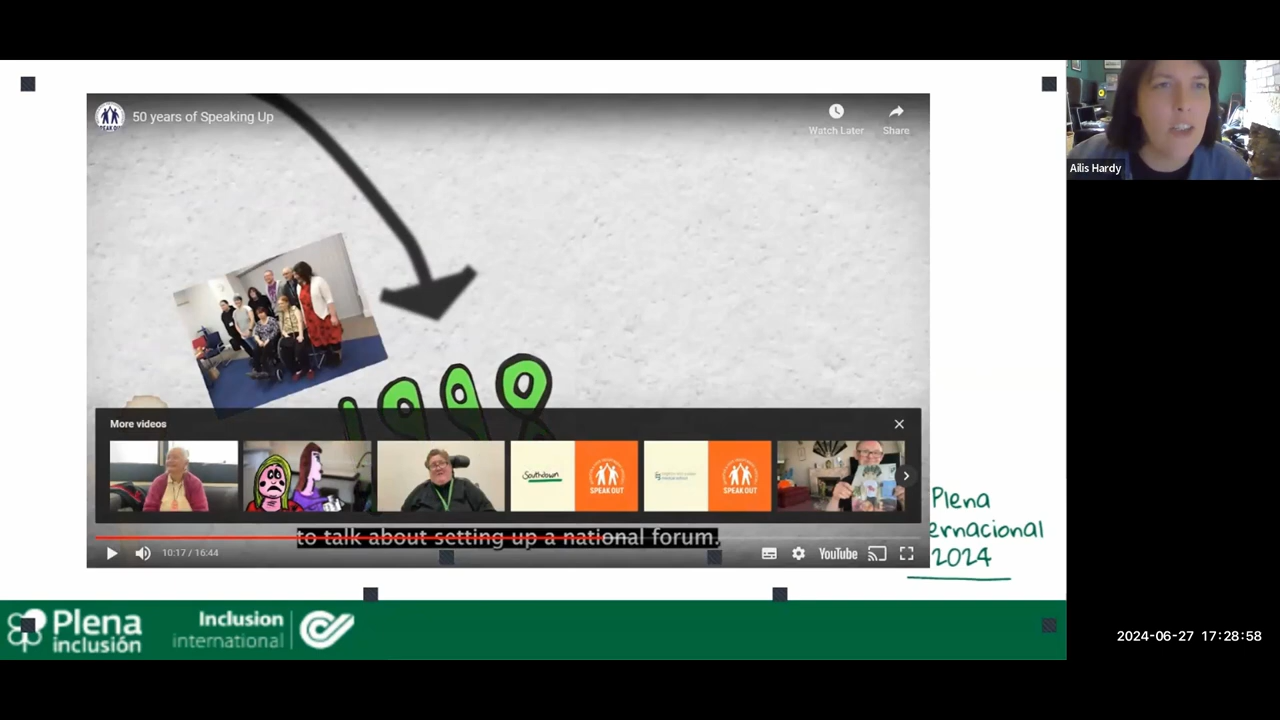 50 years of Speaking Up
Watch Later
Share
Ailis Hardy
1998
More videos
Southdown
SPEAK OUT
SPEAK OUT
to talk about setting up a national forum.
10:17 / 16:44
YouTube
Plena
ernacional
2024
Plena
inclusión
Inclusion
international
2024-06-27 17:28:58